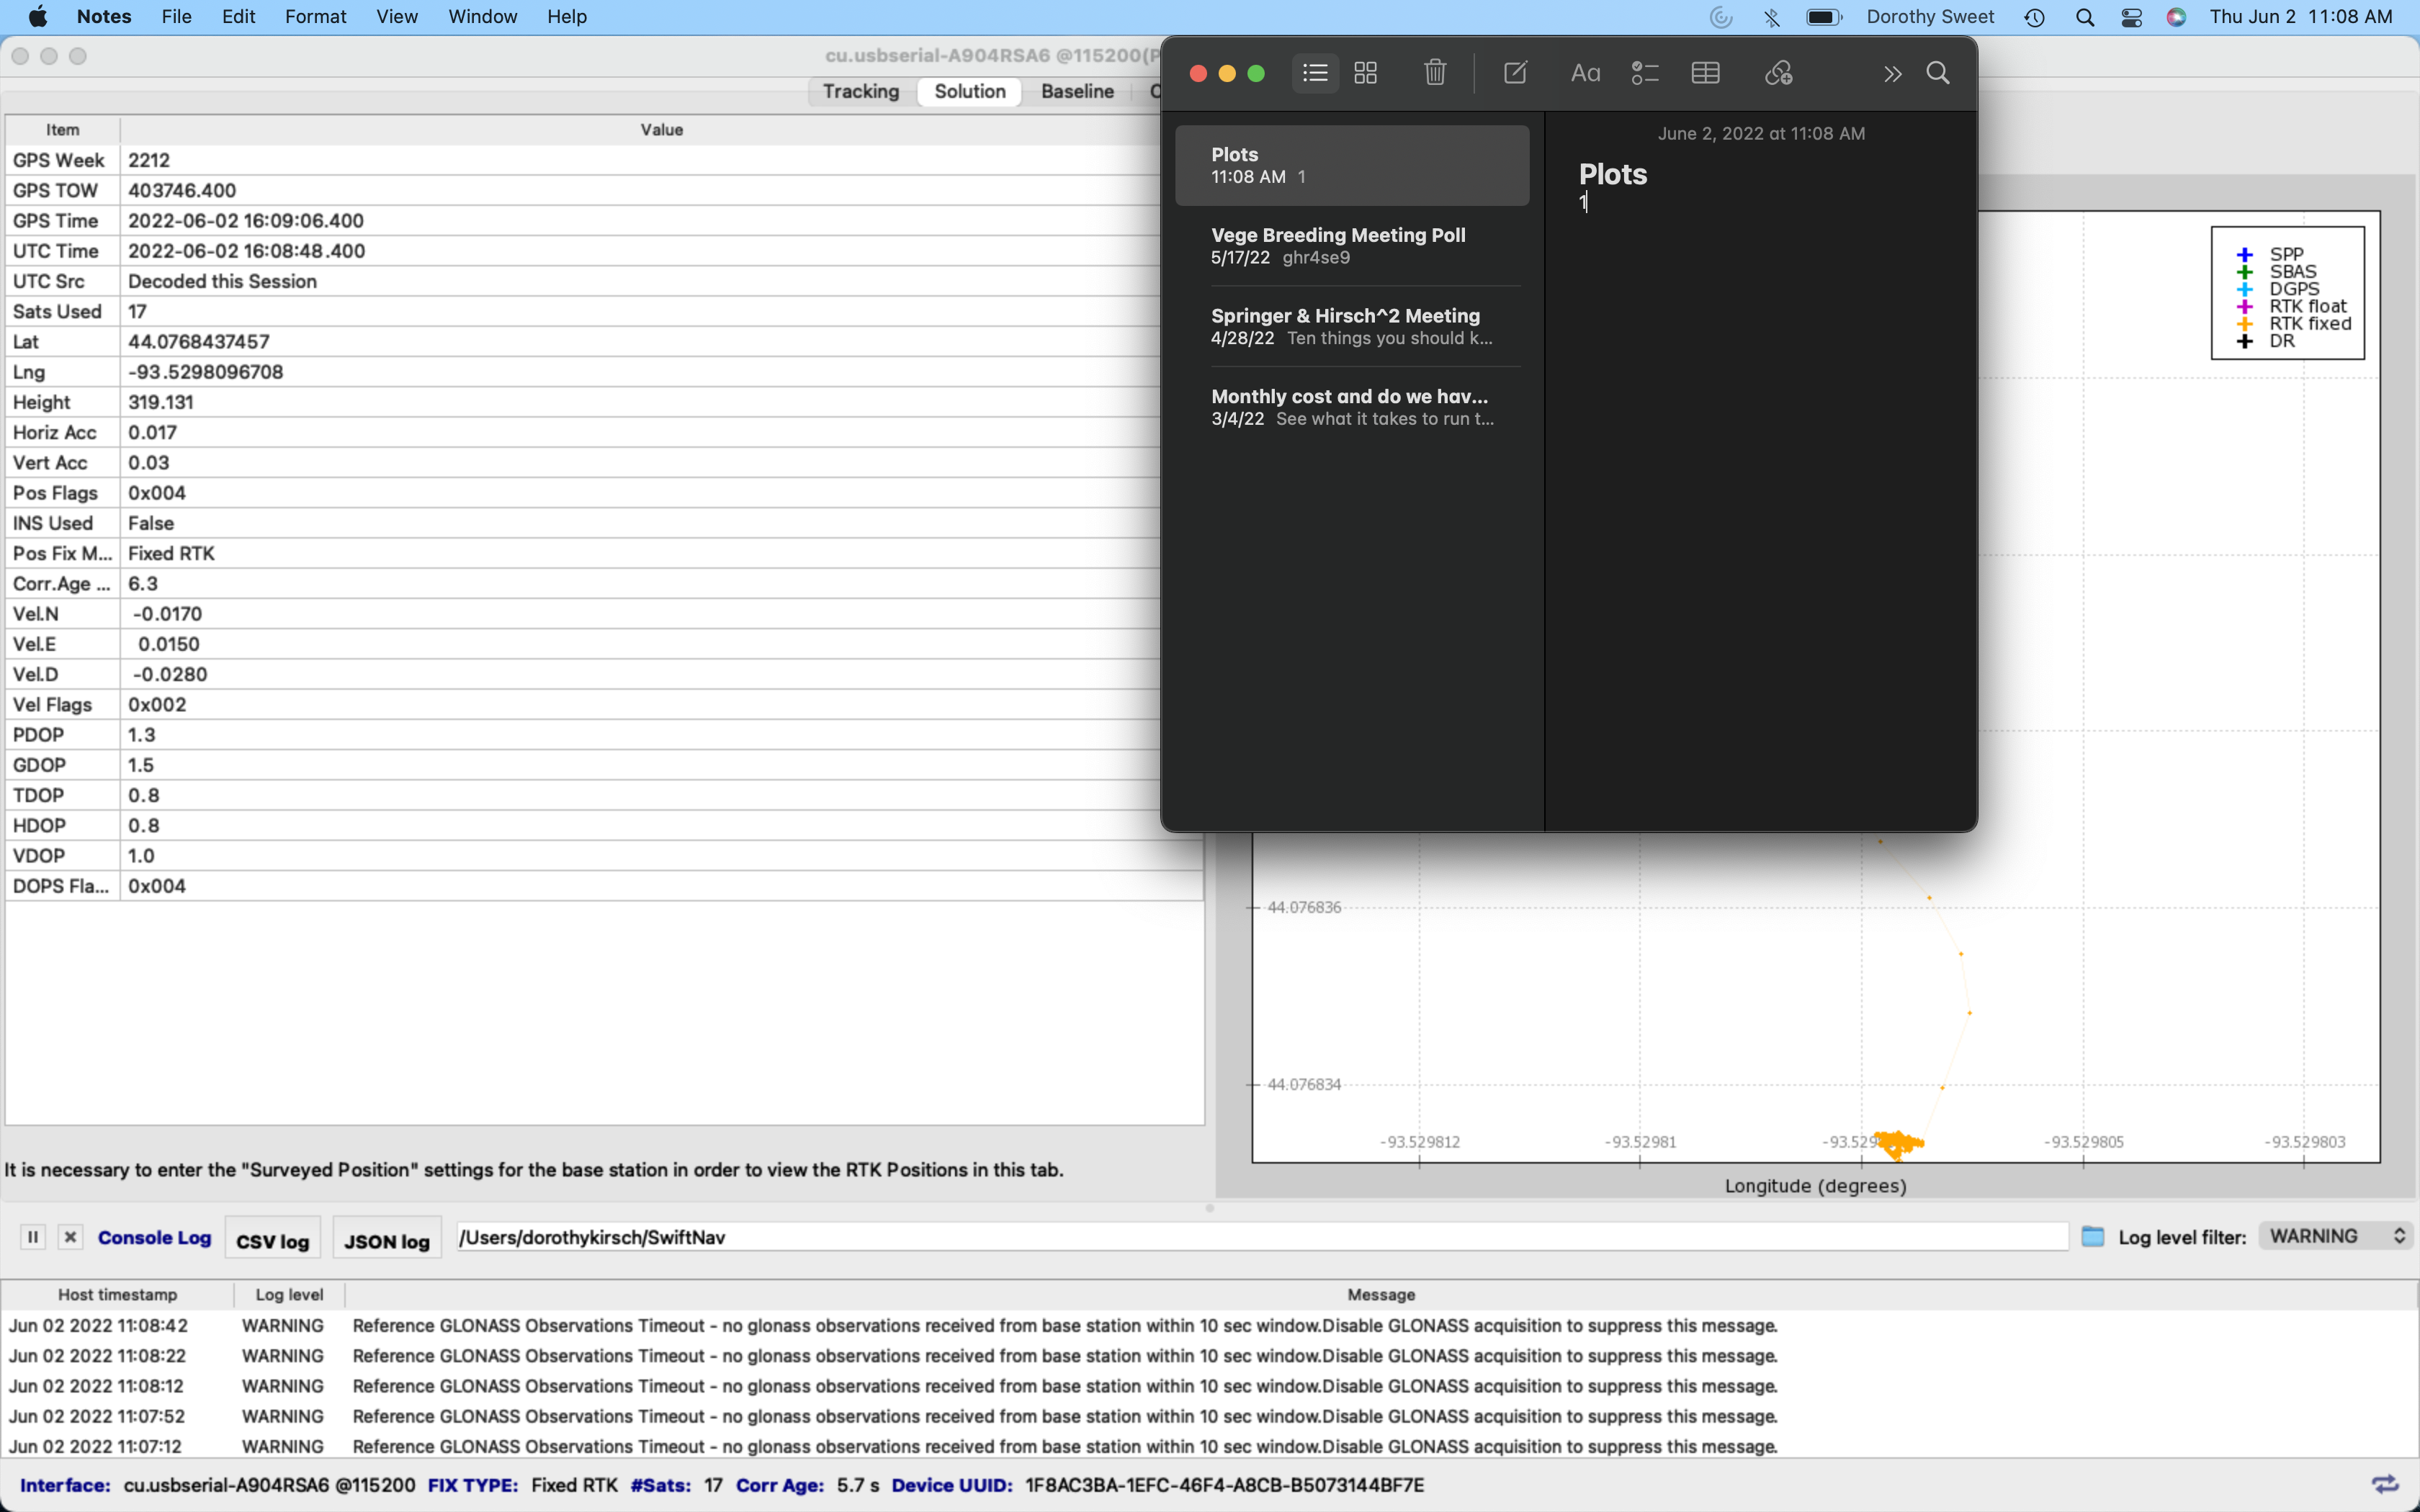 Notes File Edit Format View Window Help Dorothy Sweet Thu Jun 2 11:08 AM
cu.usbserial-A904RSA6 @115200(P
Tracking Solution Baseline
Item Value
GPS Week 2212
GPS TOW 403746.400
GPS Time 2022-06-02 16:09:06.400
UTC Time 2022-06-02 16:08:48.400
UTC Src Decoded this Session
Sats Used 17
Lat 44.0768437457
Lng -93.5298096708
Height 319.131
Horiz Acc 0.017
Vert Acc 0.03
Pos Flags 0x004
INS Used False
Pos Fix M... Fixed RTK
Corr.Age ... 6.3
Vel.N -0.0170
Vel.E 0.0150
Vel.D -0.0280
Vel Flags 0x002
PDOP 1.3
GDOP 1.5
TDOP 0.8
HDOP 0.8
VDOP 1.0
DOPS Fla... 0x004
It is necessary to enter the "Surveyed Position" settings for the base station in order to view the RTK Positions in this tab.
Aa
Plots
11:08 AM 1
Vege Breeding Meeting Poll
5/17/22 ghr4se9
Springer & Hirsch^2 Meeting
4/28/22 Ten things you should k...
Monthly cost and do we hav...
3/4/22 See what it takes to run t...
June 2, 2022 at 11:08 AM
Plots
1
SPP
SBAS
DGPS
RTK float
RTK fixed
DR
44.076836
44.076834
-93.529812 -93.52981 -93.529 -93.529805 -93.529803
Longitude (degrees)
Console Log CSV log JSON log /Users/dorothykirsch/SwiftNav Log level filter: WARNING
Host timestamp Log level Message
Jun 02 2022 11:08:42 WARNING Reference GLONASS Observations Timeout - no glonass observations received from base station within 10 sec window.Disable GLONASS acquisition to suppress this message.
Jun 02 2022 11:08:22 WARNING Reference GLONASS Observations Timeout - no glonass observations received from base station within 10 sec window.Disable GLONASS acquisition to suppress this message.
Jun 02 2022 11:08:12 WARNING Reference GLONASS Observations Timeout - no glonass observations received from base station within 10 sec window.Disable GLONASS acquisition to suppress this message.
Jun 02 2022 11:07:52 WARNING Reference GLONASS Observations Timeout - no glonass observations received from base station within 10 sec window.Disable GLONASS acquisition to suppress this message.
Jun 02 2022 11:07:12 WARNING Reference GLONASS Observations Timeout - no glonass observations received from base station within 10 sec window.Disable GLONASS acquisition to suppress this message.
Interface: cu.usbserial-A904RSA6 @115200 FIX TYPE: Fixed RTK #Sats: 17 Corr Age: 5.7 s Device UUID: 1F8AC3BA-1EFC-46F4-A8CB-B5073144BF7E